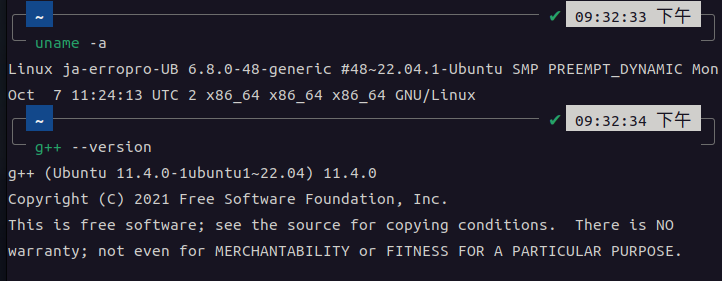 ~ ✔ 09:32:33 下午
uname -a
Linux ja-erropro-UB 6.8.0-48-generic #48~22.04.1-Ubuntu SMP PREEMPT_DYNAMIC Mon
Oct  7 11:24:13 UTC 2 x86_64 x86_64 x86_64 GNU/Linux
~ ✔ 09:32:34 下午
g++ --version
g++ (Ubuntu 11.4.0-1ubuntu1~22.04) 11.4.0
Copyright (C) 2021 Free Software Foundation, Inc.
This is free software; see the source for copying conditions.  There is NO
warranty; not even for MERCHANTABILITY or FITNESS FOR A PARTICULAR PURPOSE.